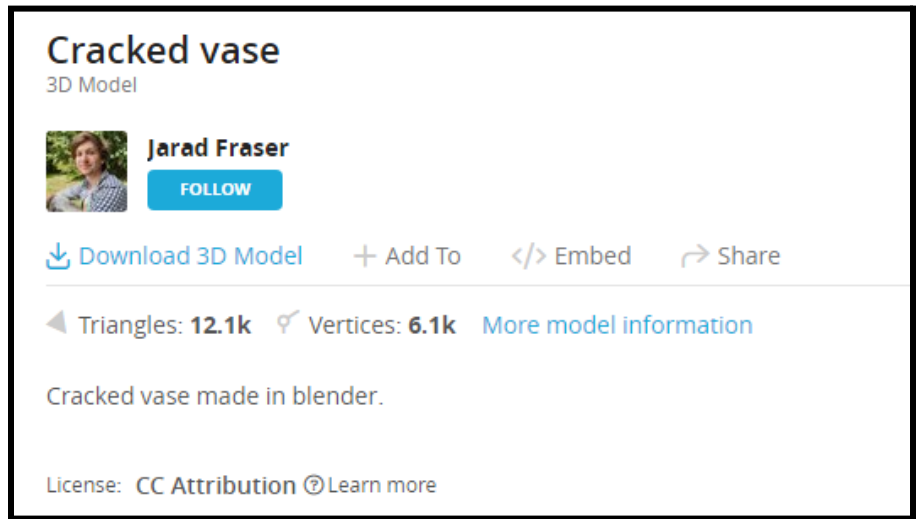 Cracked vase
3D Model
Jarad Fraser
FOLLOW
Download 3D Model Add To </> Embed Share
Triangles: 12.1k Vertices: 6.1k More model information
Cracked vase made in blender.
License: CC Attribution ? Learn more